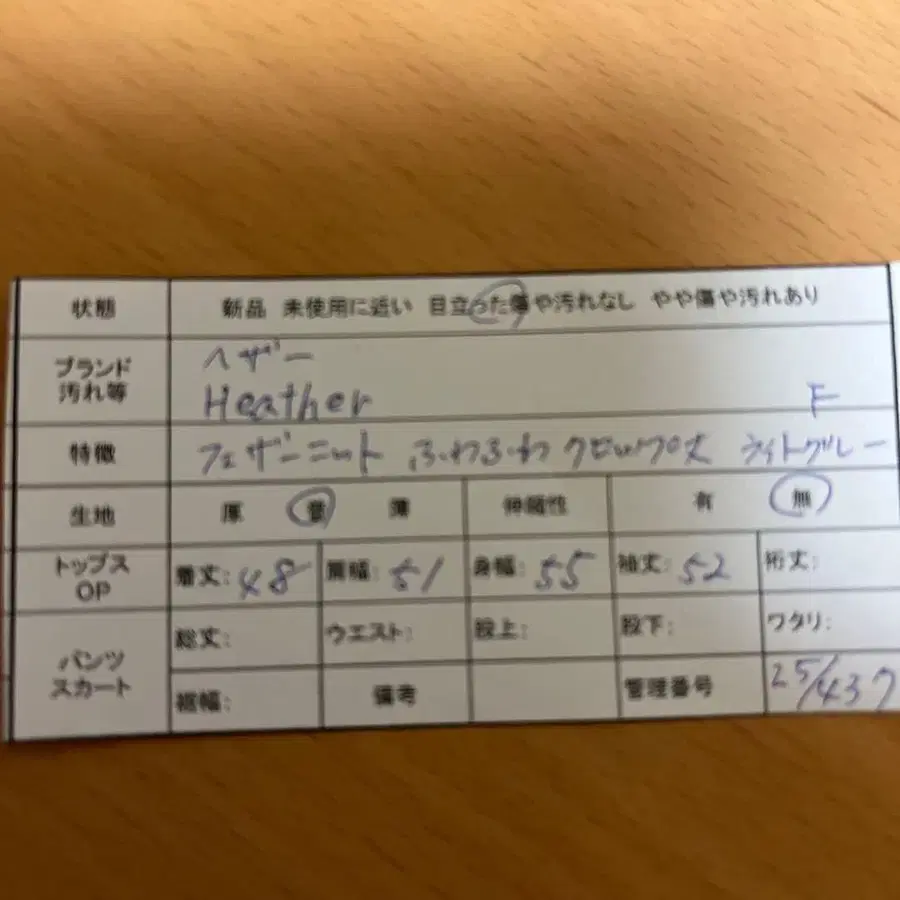 状態 新品 未使用に近い 目立った傷や汚れなし やや傷や汚れあり
ブランド 汚れ等 ヘザー
Heather F
特徴 フェザーニット ふわふわ クビ 丈 ライトグレー
生地 厚 普 薄 伸縮性 有 無
トップス OP 着丈: 48 肩幅: 51 身幅: 55 袖丈: 52 裄丈:
パンツ スカート 総丈: ウエスト: 股上: 股下: ワタリ:
裾幅: 備考 管理番号 25/437